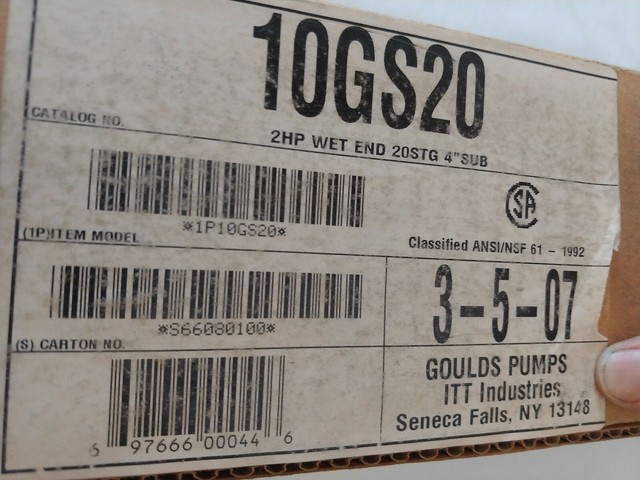 10GS20
CATALOG NO.
2HP WET END 20STG 4"SUB
*1P10GS20*
CSA
(1P)ITEM MODEL
Classified ANSI/NSF 61 - 1992
*S66080100*
3-5-07
(S) CARTON NO.
GOULDS PUMPS
ITT Industries
Seneca Falls, NY 13148
6 97666 00044 6